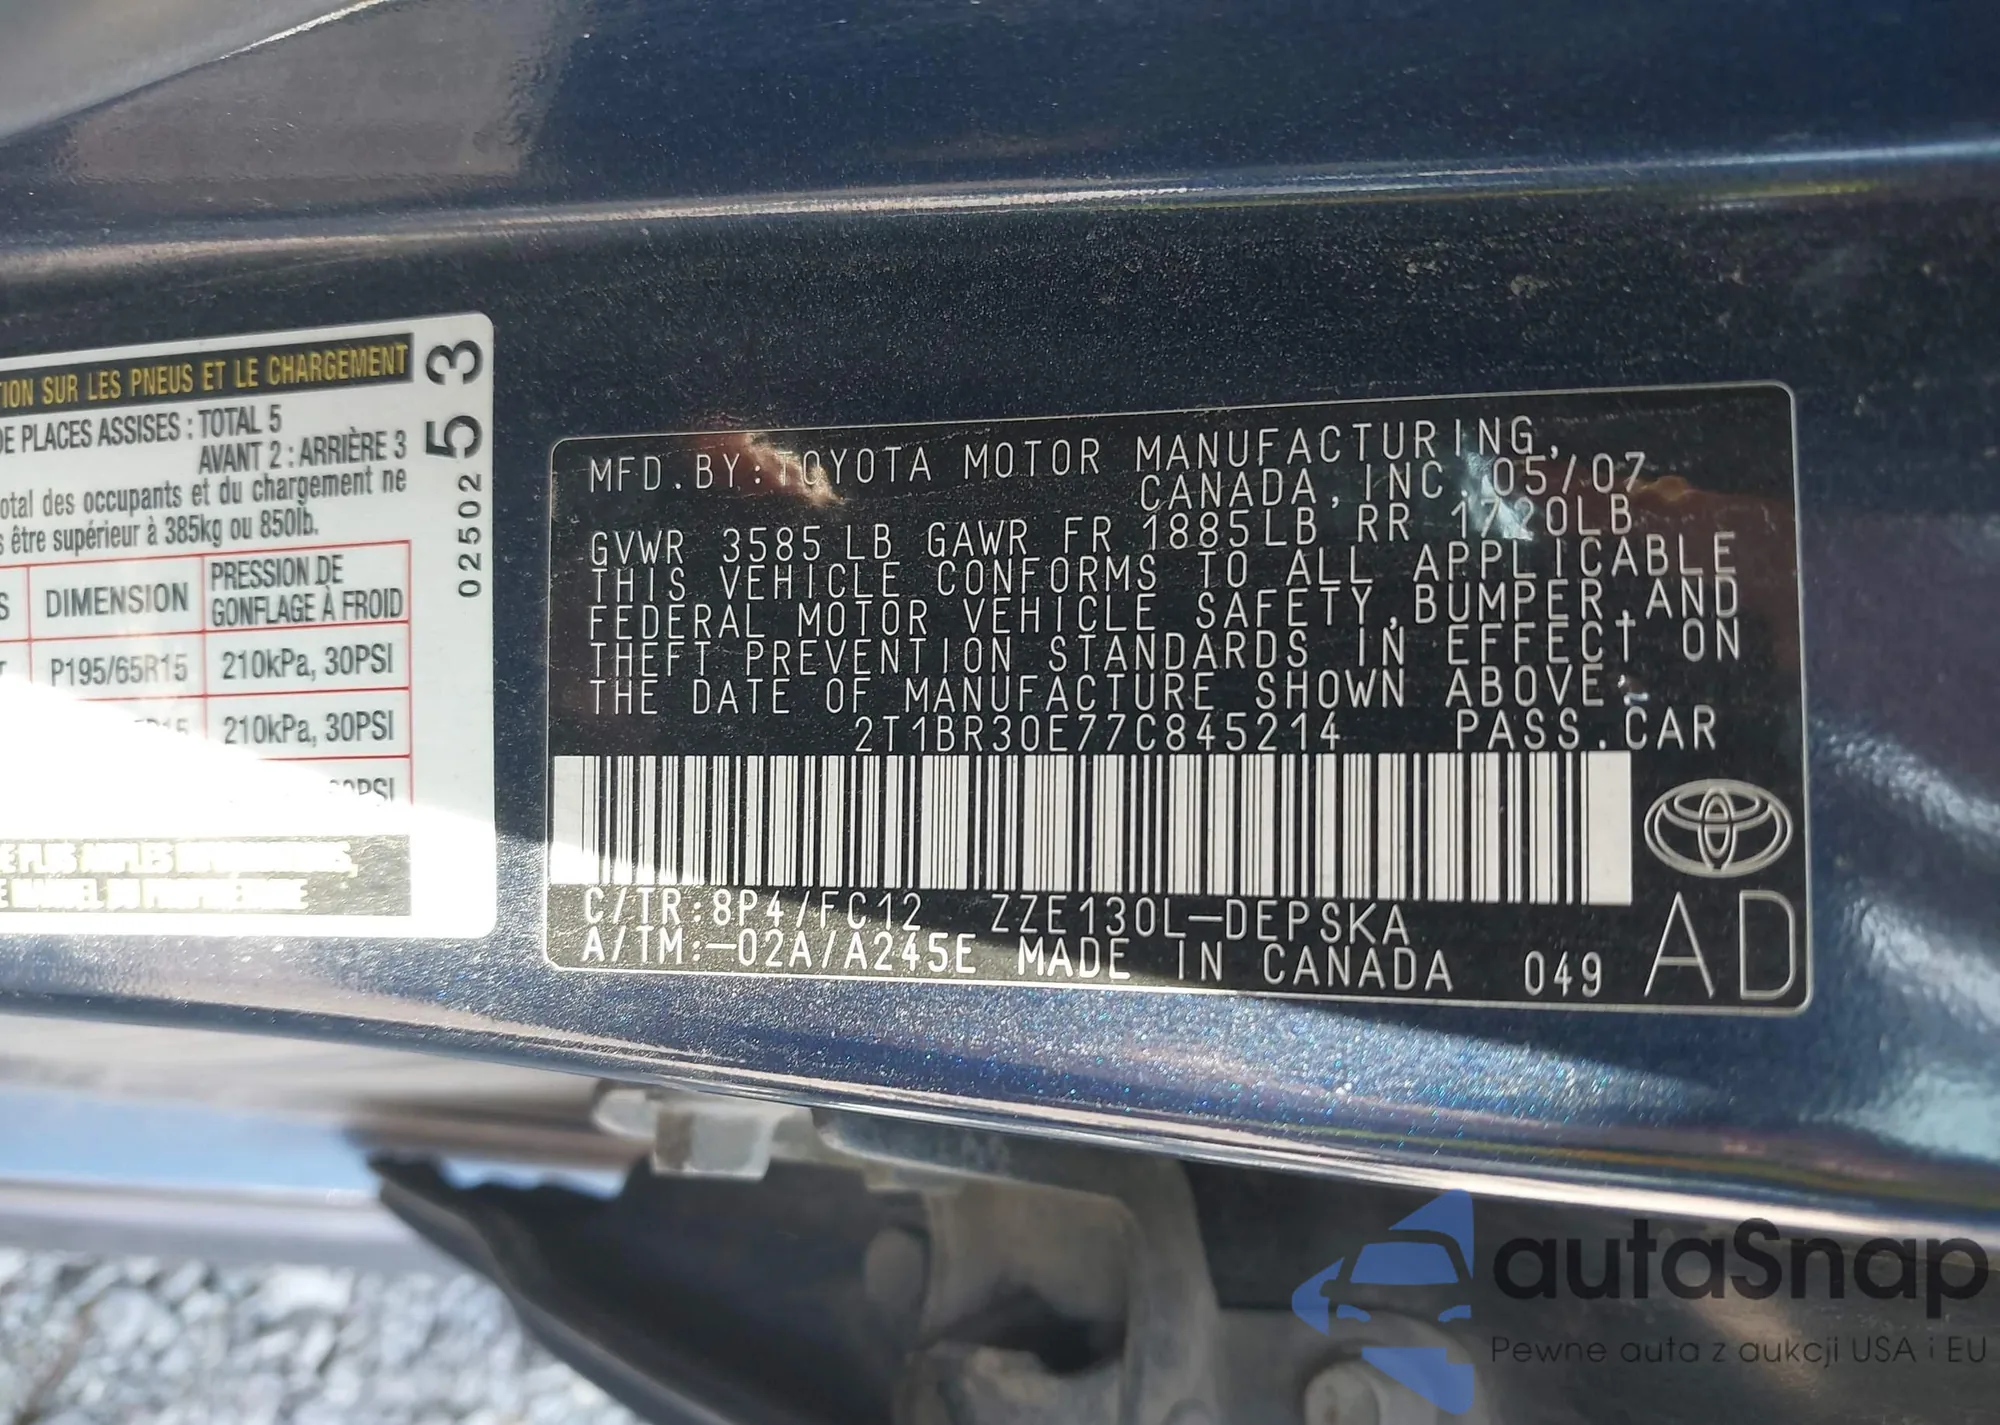 TION SUR LES PNEUS ET LE CHARGEMENT
DE PLACES ASSISES : TOTAL 5
AVANT 2 : ARRIÈRE 3
total des occupants et du chargement ne
s être supérieur à 385kg ou 850lb.
DIMENSION
PRESSION DE
GONFLAGE À FROID
P195/65R15
210kPa, 30PSI
210kPa, 30PSI
02502 53
MFD.BY:TOYOTA MOTOR MANUFACTURING,
CANADA,INC. 05/07
GVWR 3585LB GAWR FR 1885LB RR 1720LB
THIS VEHICLE CONFORMS TO ALL APPLICABLE
FEDERAL MOTOR VEHICLE SAFETY,BUMPER,AND
THEFT PREVENTION STANDARDS IN EFFECT ON
THE DATE OF MANUFACTURE SHOWN ABOVE.
2T1BR30E77C845214 PASS.CAR
C/TR:8P4/FC12 ZZE130L-DEPSKA
A/TM:-02A/A245E MADE IN CANADA 049
AD
autaSnap
Pewne auta z aukcji USA i EU